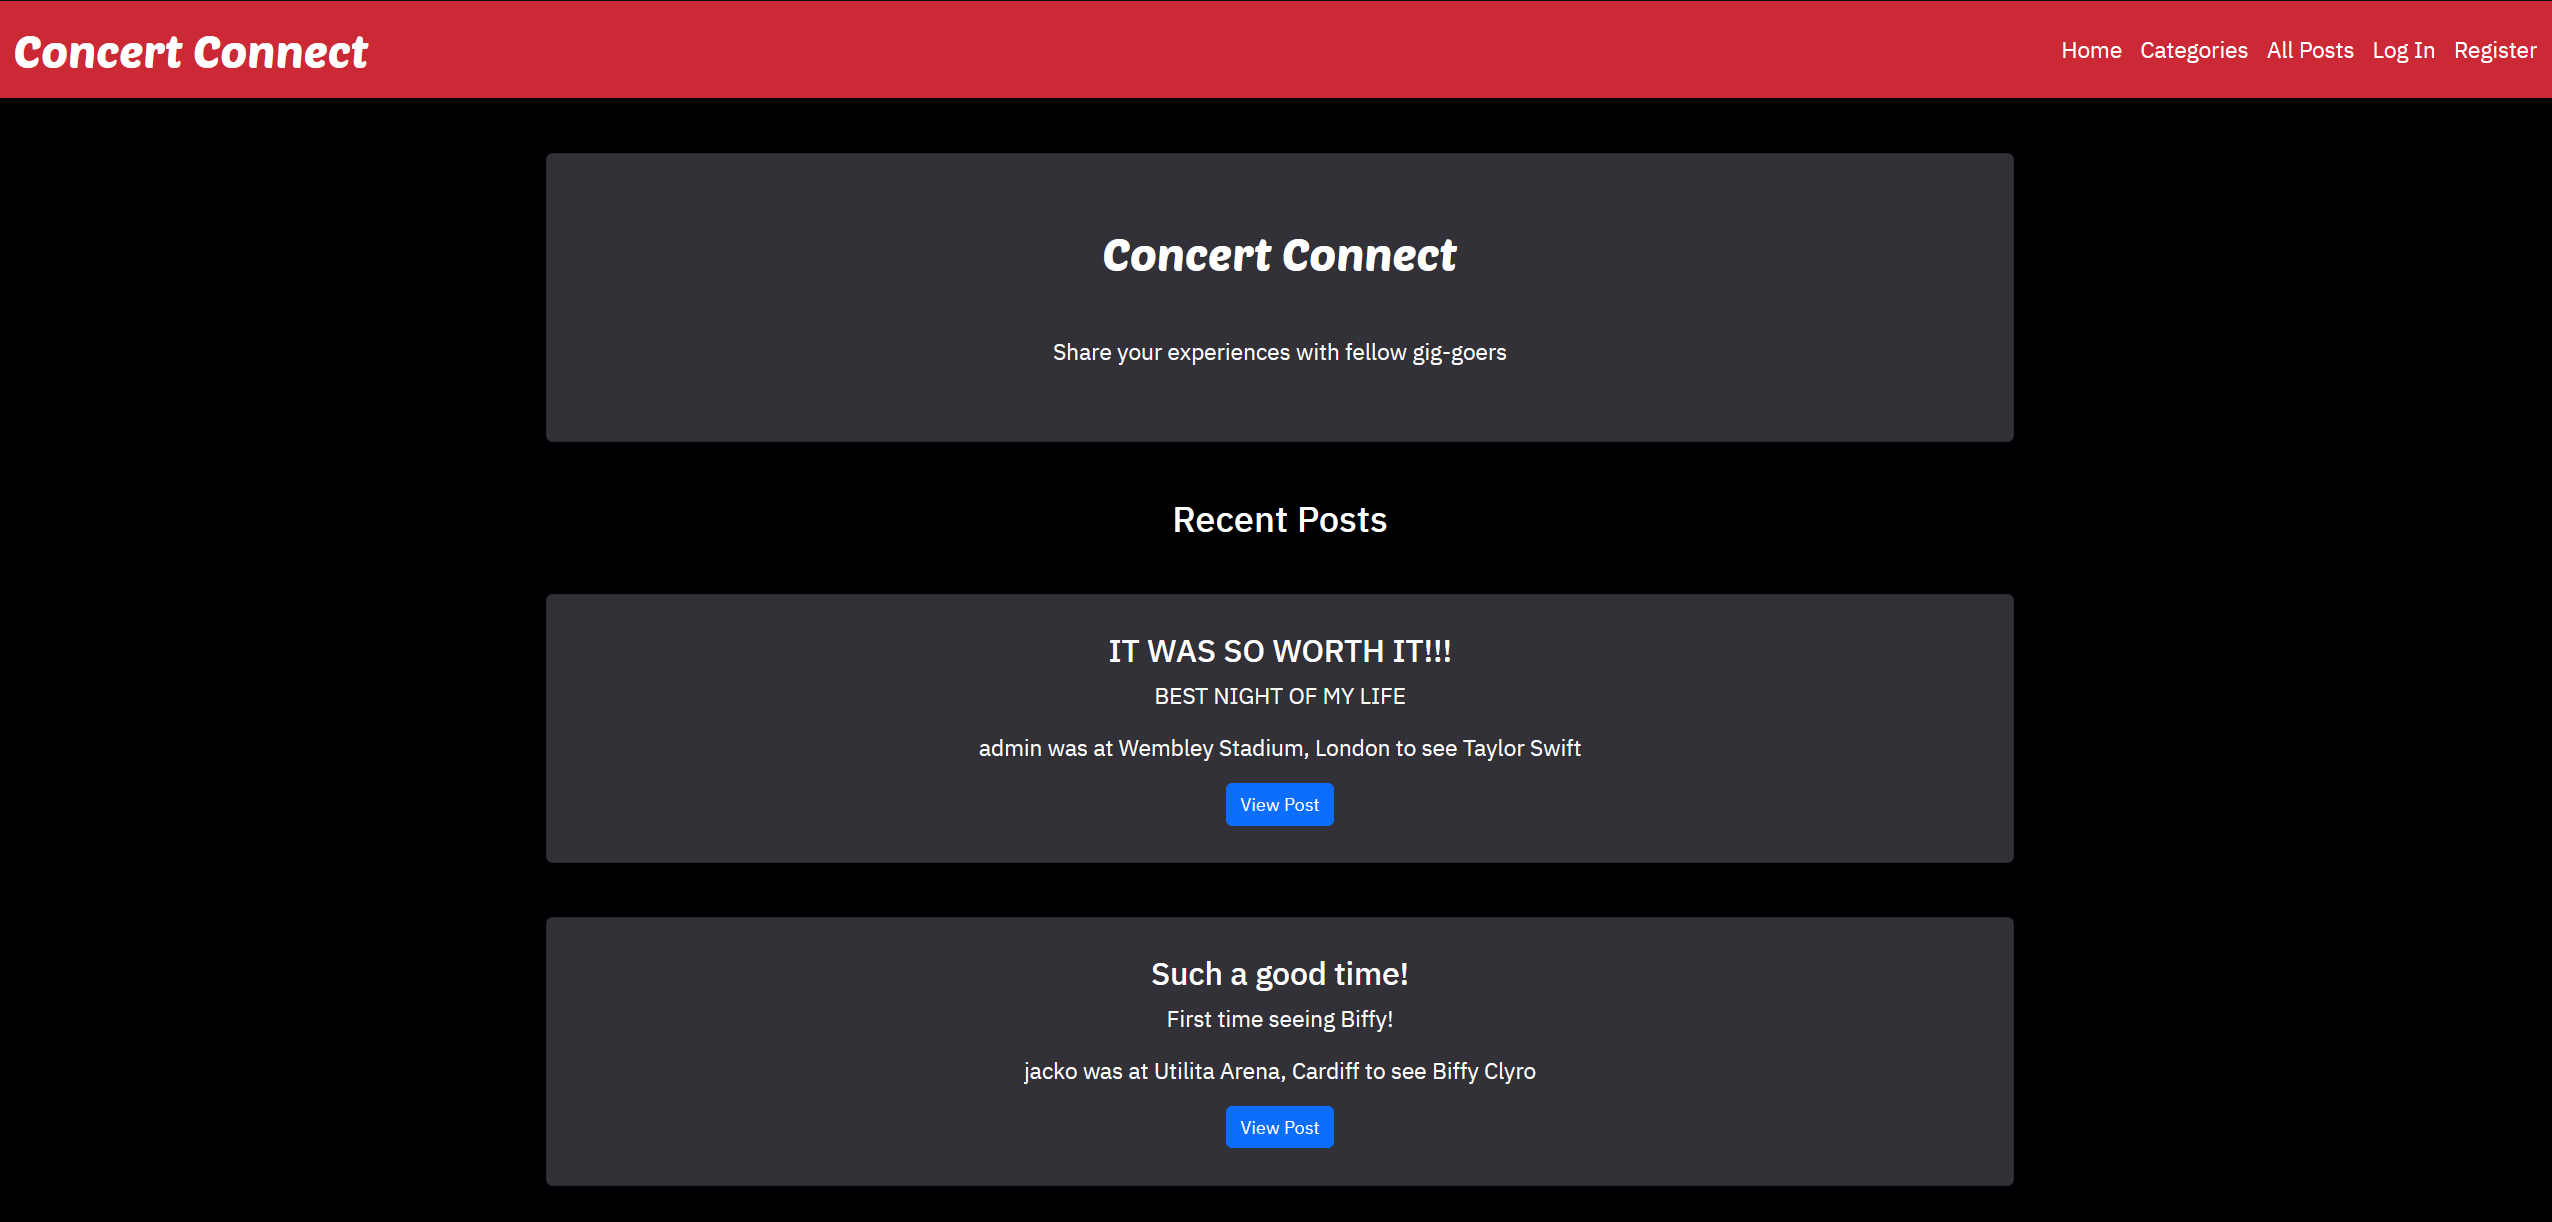 Concert Connect
Home Categories All Posts Log In Register
Concert Connect
Share your experiences with fellow gig-goers
Recent Posts
IT WAS SO WORTH IT!!!
BEST NIGHT OF MY LIFE
admin was at Wembley Stadium, London to see Taylor Swift
View Post
Such a good time!
First time seeing Biffy!
jacko was at Utilita Arena, Cardiff to see Biffy Clyro
View Post